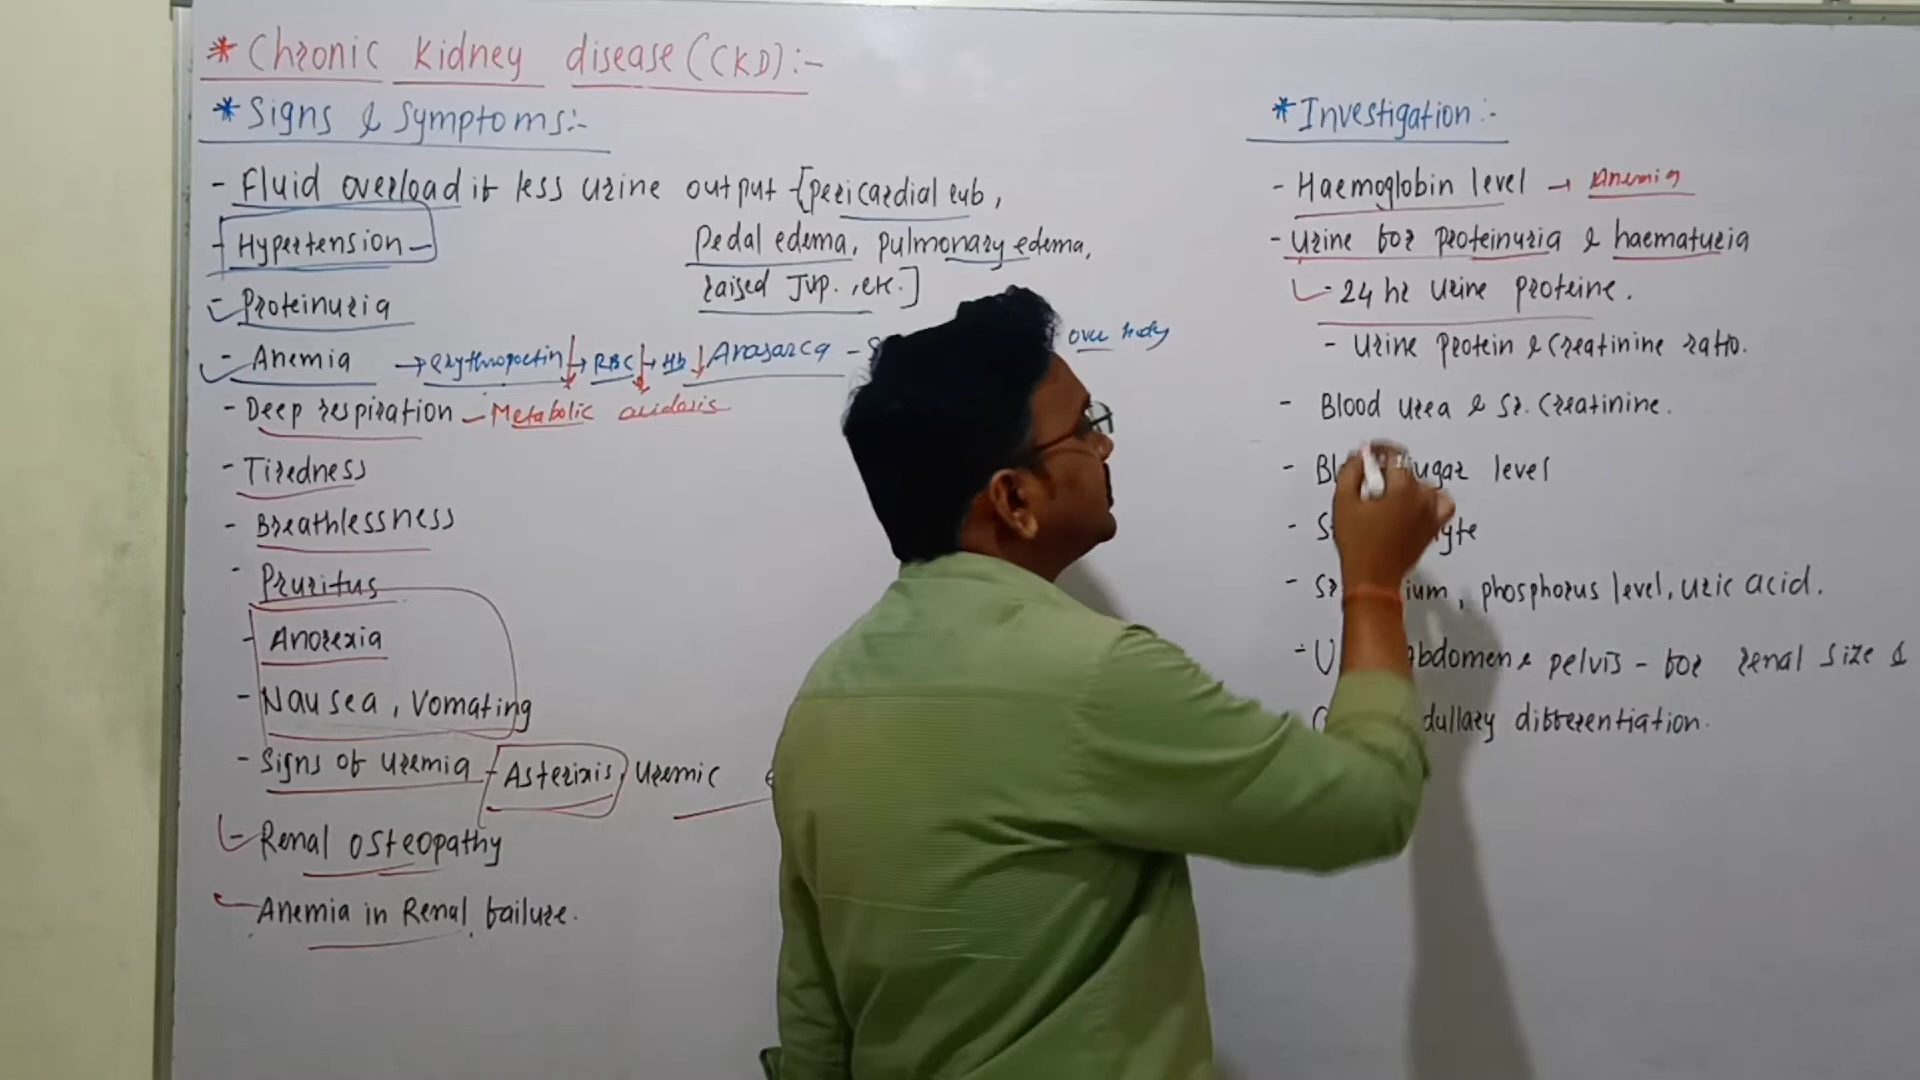 * Chronic Kidney disease (CKD):-
* Signs & Symptoms:-
- Fluid overload if less urine output - [pericardial rub,
Pedal edema, pulmonary edema,
raised Jvp., etc.]
- Hypertension -
- Proteinuria
- Anemia → erythropoetin ↓ → RBC ↓ → Hb ↓ Anasarca - over body
- Deep respiration - Metabolic acidosis
- Tiredness
- Breathlessness
- Pruritus
- Anorexia
- Nausea, Vomating
- Signs of uremia - Asterixis, Uremic
- Renal osteopathy
- Anemia in Renal failure.
* Investigation:-
- Haemoglobin level → Anemia
- Urine for proteinuria & haematuria
- 24 hr urine proteine.
- Urine protein & Creatinine ratio.
- Blood urea & Sr. Creatinine.
- level
-
- phosphorus level, uric acid.
- pelvis - for renal size &
differentiation.